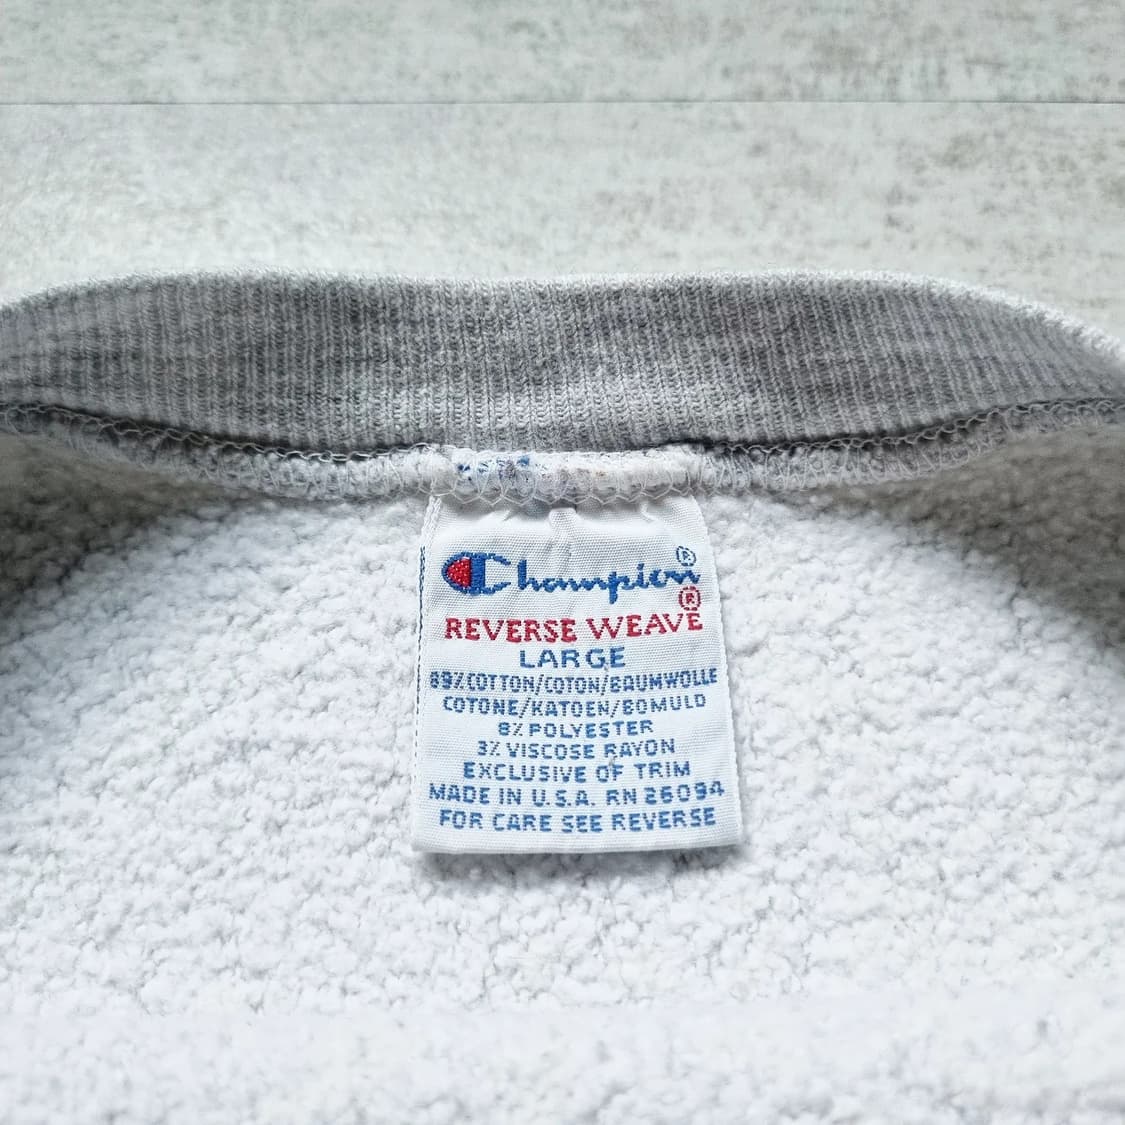 Champion®
REVERSE WEAVE®
LARGE
89% COTTON/COTON/BAUMWOLLE
COTONE/KATOEN/BOMULD
8% POLYESTER
3% VISCOSE RAYON
EXCLUSIVE OF TRIM
MADE IN U.S.A. RN 26094
FOR CARE SEE REVERSE